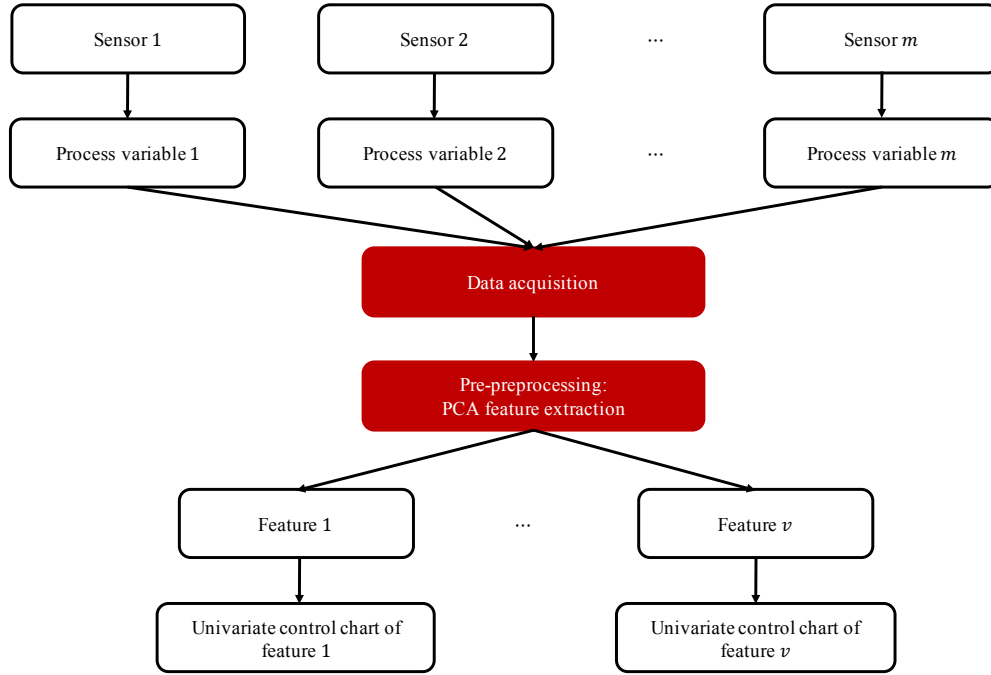 Sensor 1
Sensor 2
...
Sensor m
Process variable 1
Process variable 2
...
Process variable m
Data acquisition
Pre-preprocessing:
PCA feature extraction
Feature 1
...
Feature v
Univariate control chart of
feature 1
Univariate control chart of
feature v